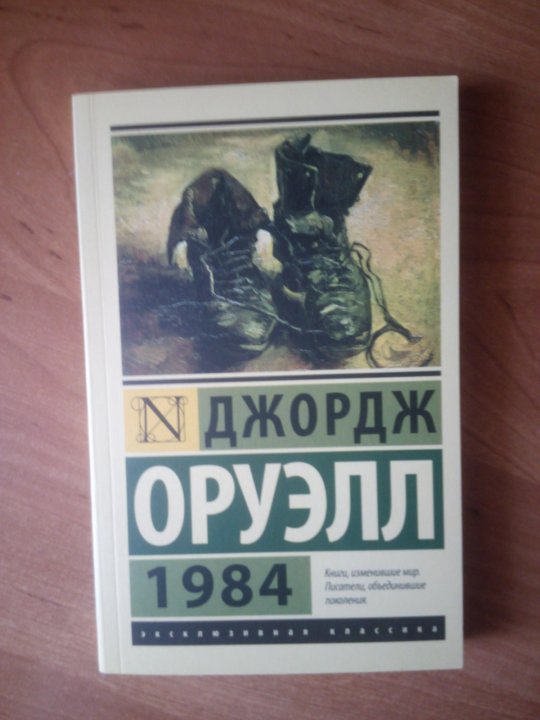 N ДЖОРДЖ
ОРУЭЛЛ
1984
Книги, изменившие мир.
Писатели, объединившие
поколения.
эксклюзивная классика